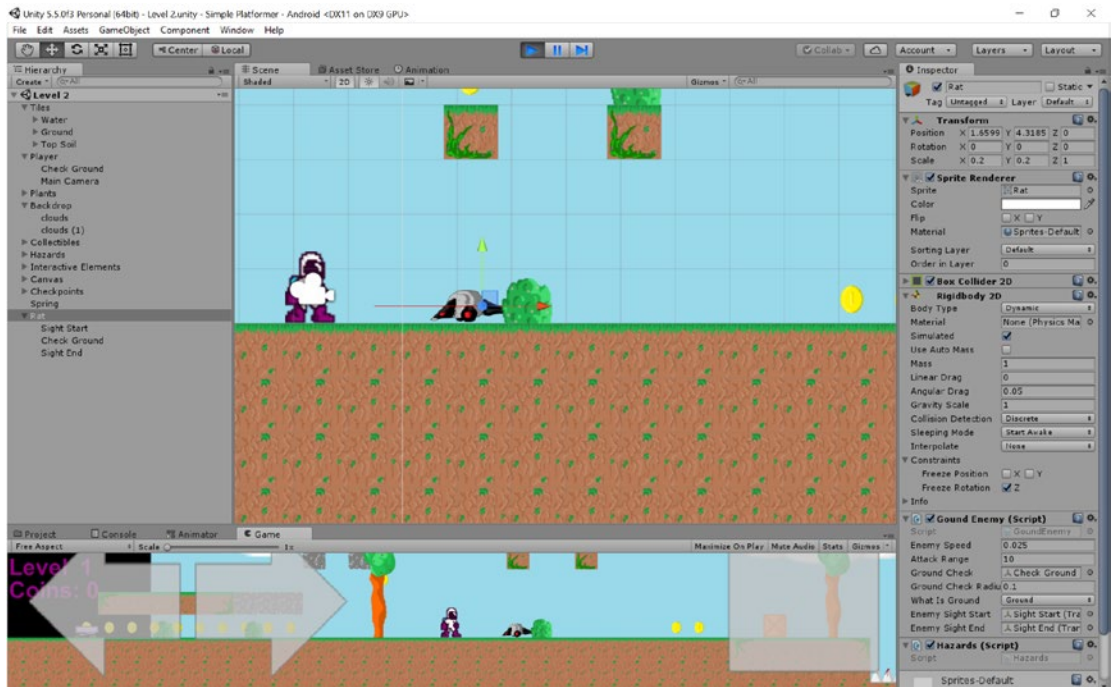 Unity 5.5.0f3 Personal (64bit) - Level 2.unity - Simple Platformer - Android <DX11 on DX9 GPU>
File Edit Assets GameObject Component Window Help
Center Local Collab Account Layers Layout
Hierarchy
Create All
Level 2
Tiles
Water
Ground
Top Soil
Player
Check Ground
Main Camera
Plants
Backdrop
clouds
clouds (1)
Collectibles
Hazards
Interactive Elements
Canvas
Checkpoints
Spring
Rat
Sight Start
Check Ground
Sight End
Scene Asset Store Animation
Shaded 2D Gizmos All
Inspector
Rat Static
Tag Untagged Layer Default
Transform
Position X 1.6599 Y 4.3185 Z 0
Rotation X 0 Y 0 Z 0
Scale X 0.2 Y 0.2 Z 1
Sprite Renderer
Sprite Rat
Color
Flip X Y
Material Sprites-Default
Sorting Layer Default
Order in Layer 0
Box Collider 2D
Rigidbody 2D
Body Type Dynamic
Material None (Physics Ma
Simulated
Use Auto Mass
Mass 1
Linear Drag 0
Angular Drag 0.05
Gravity Scale 1
Collision Detection Discrete
Sleeping Mode Start Awake
Interpolate None
Constraints
Freeze Position X Y
Freeze Rotation Z
Info
Gound Enemy (Script)
Script GoundEnemy
Enemy Speed 0.025
Attack Range 10
Ground Check Check Ground
Ground Check Radiu 0.1
What Is Ground Ground
Enemy Sight Start Sight Start (Tra
Enemy Sight End Sight End (Tran
Hazards (Script)
Script Hazards
Sprites-Default
Project Console Animator Game
Free Aspect Scale 1x Maximize On Play Mute Audio Stats Gizmos
Level: 1
Coins: 0